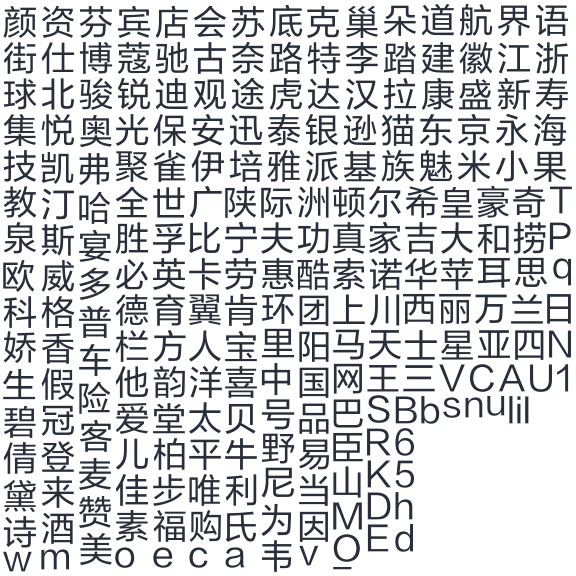 颜资芬宾店会苏底克巢朵道航界语
街仕博蔻驰古奈路特李踏建徽江浙
球北骏锐迪观途虎达汉拉康盛新寿
集悦奥光保安迅泰银逊猫东京永海
技凯弗聚雀伊培雅派基族魅米小果
教汀哈全世广陕际洲顿尔希皇豪奇T
泉斯宴胜孚比宁夫功真家吉大和捞P
欧威多必英卡劳惠酷索诺华苹耳思q
科格普德育翼肯环团上川西丽万兰日
娇香车栏方人宝里阳马天士星亚四N
生假险他韵洋喜中国网王三VCAU1
碧冠客爱堂太贝号品巴SBbsnulil
倩登麦儿柏平牛野易臣R6
黛来赞佳步唯利尼当山K5
诗酒美素福购氏为因MDh
wmoeca韦vOEd